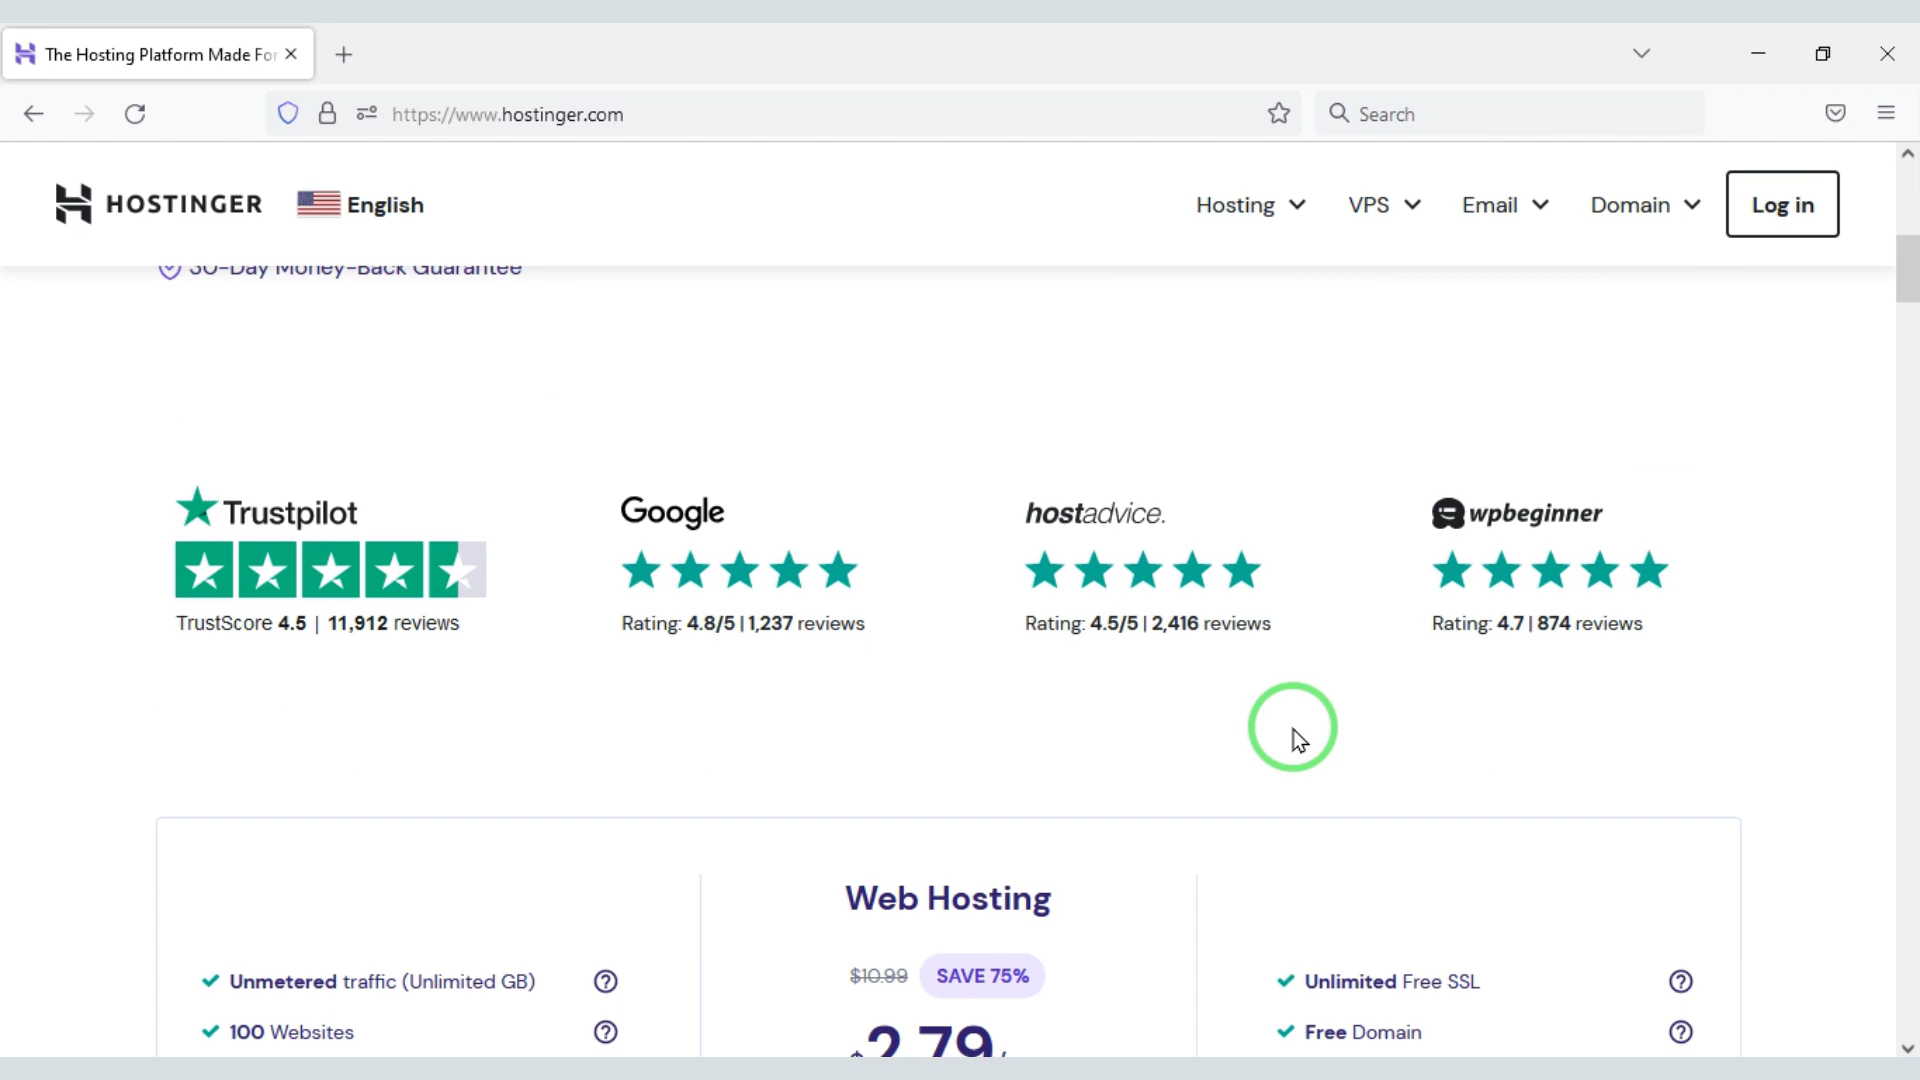 The Hosting Platform Made For
https://www.hostinger.com
Search
HOSTINGER
English
Hosting
VPS
Email
Domain
Log in
30-Day Money-Back Guarantee
Trustpilot
TrustScore 4.5 | 11,912 reviews
Google
Rating: 4.8/5 | 1,237 reviews
hostadvice.
Rating: 4.5/5 | 2,416 reviews
wpbeginner
Rating: 4.7 | 874 reviews
Web Hosting
$10.99 SAVE 75%
$2.79/
Unmetered traffic (Unlimited GB)
100 Websites
Unlimited Free SSL
Free Domain